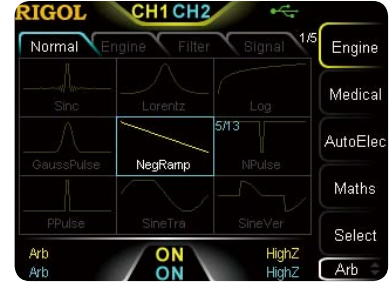 RIGOL CH1 CH2
Normal Engine Filter Signal 1/5
Engine
Medical
AutoElec
Maths
Select
Arb
Sinc Lorentz Log
5/13
GaussPulse NegRamp NPulse
PPulse SineTra SineVer
Arb ON HighZ
Arb ON HighZ